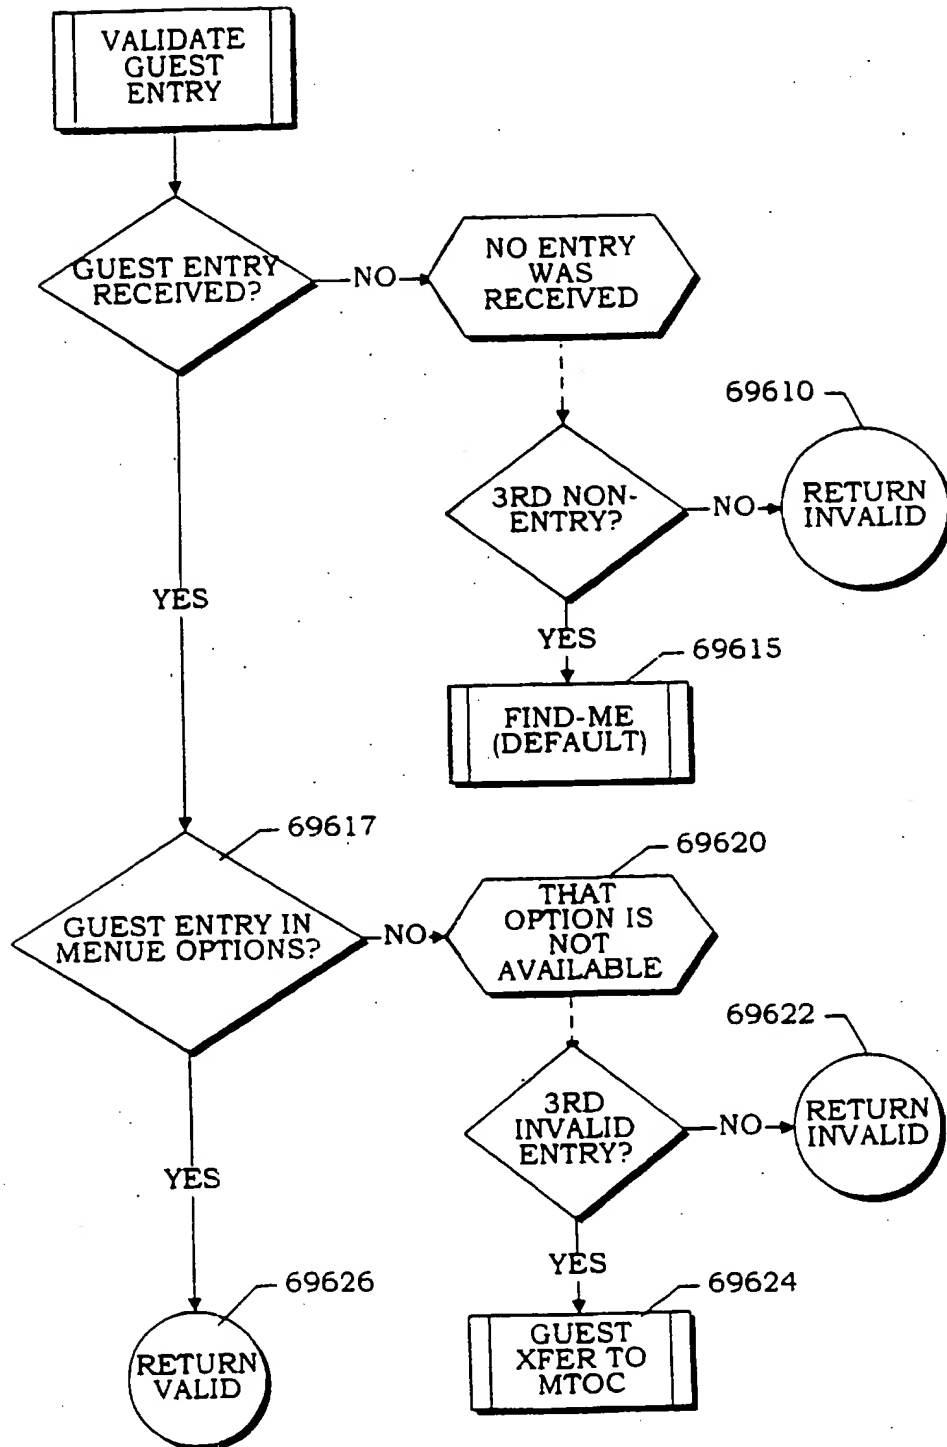 VALIDATE
GUEST
ENTRY
GUEST ENTRY
RECEIVED?
NO
NO ENTRY
WAS
RECEIVED
69610
3RD NON-
ENTRY?
NO
RETURN
INVALID
YES
YES
69615
FIND-ME
(DEFAULT)
69617
GUEST ENTRY IN
MENUE OPTIONS?
NO
69620
THAT
OPTION IS
NOT
AVAILABLE
69622
3RD
INVALID
ENTRY?
NO
RETURN
INVALID
YES
YES
69624
GUEST
XFER TO
MTOC
69626
RETURN
VALID